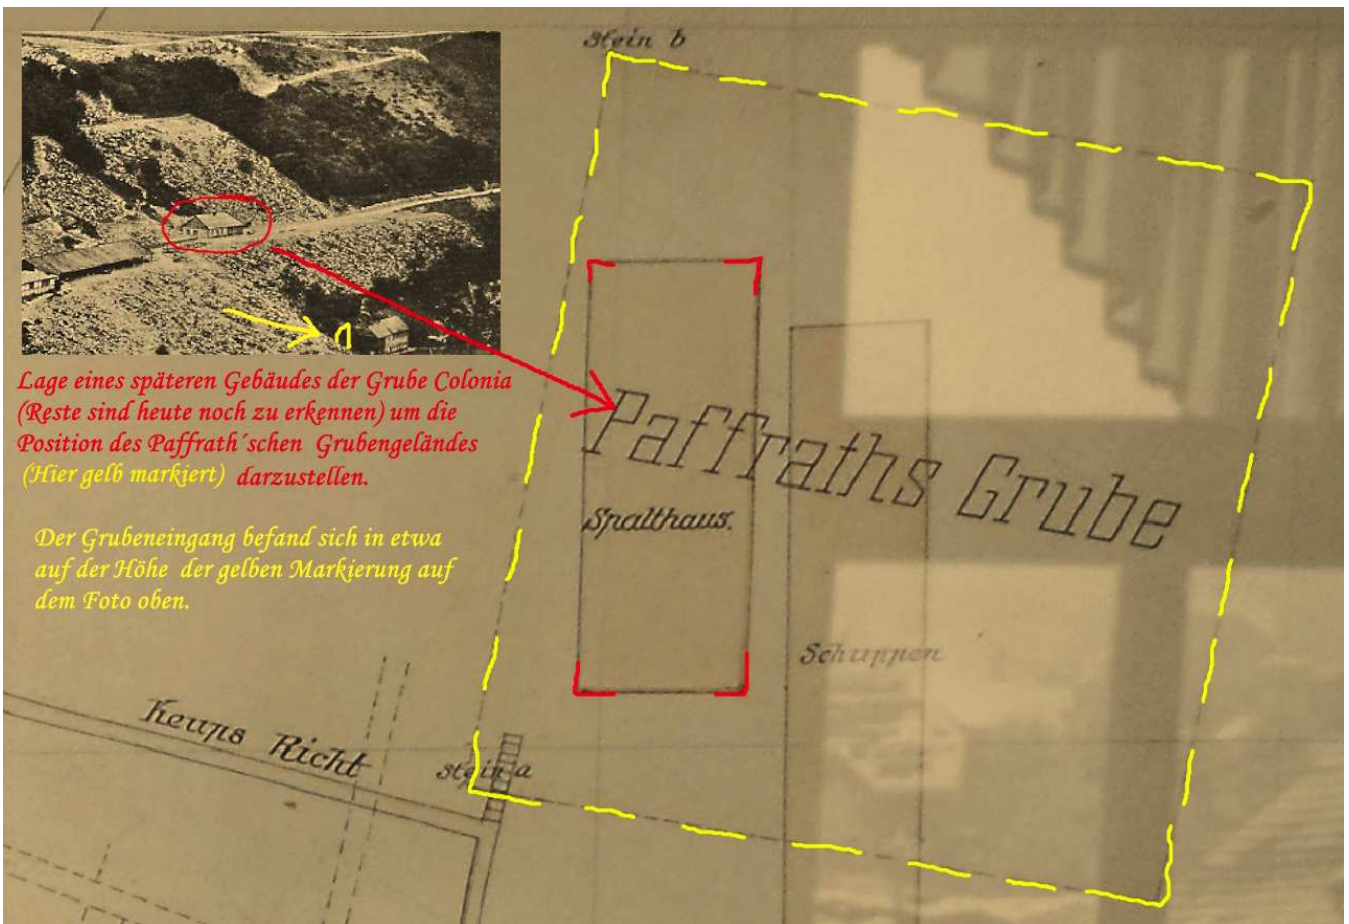 Stein b
Lage eines späteren Gebäudes der Grube Colonia
(Reste sind heute noch zu erkennen) um die
Position des Paffrath´schen Grubengeländes
(Hier gelb markiert) darzustellen.
Paffraths Grube
Spalthaus.
Der Grubeneingang befand sich in etwa
auf der Höhe der gelben Markierung auf
dem Foto oben.
Schuppen
Keups Richt
Stein a